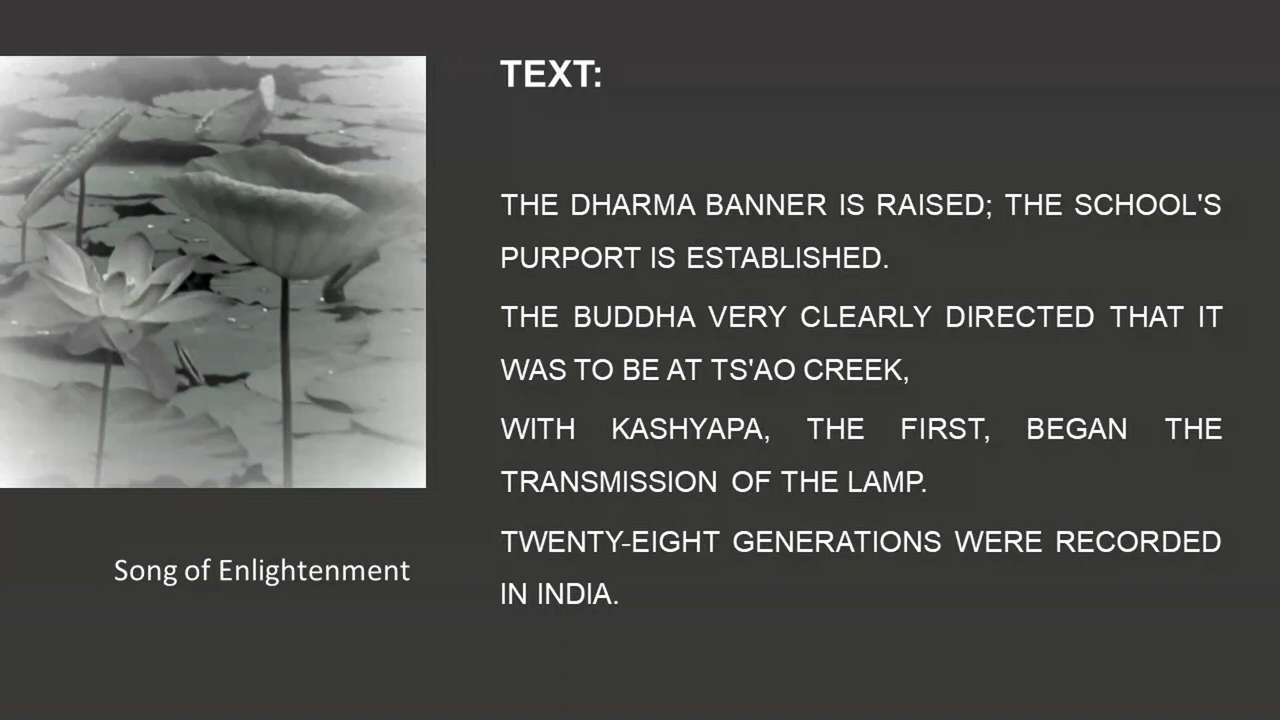 TEXT:
THE DHARMA BANNER IS RAISED; THE SCHOOL'S
PURPORT IS ESTABLISHED.
THE BUDDHA VERY CLEARLY DIRECTED THAT IT
WAS TO BE AT TS'AO CREEK,
WITH KASHYAPA, THE FIRST, BEGAN THE
TRANSMISSION OF THE LAMP.
TWENTY-EIGHT GENERATIONS WERE RECORDED
IN INDIA.
Song of Enlightenment